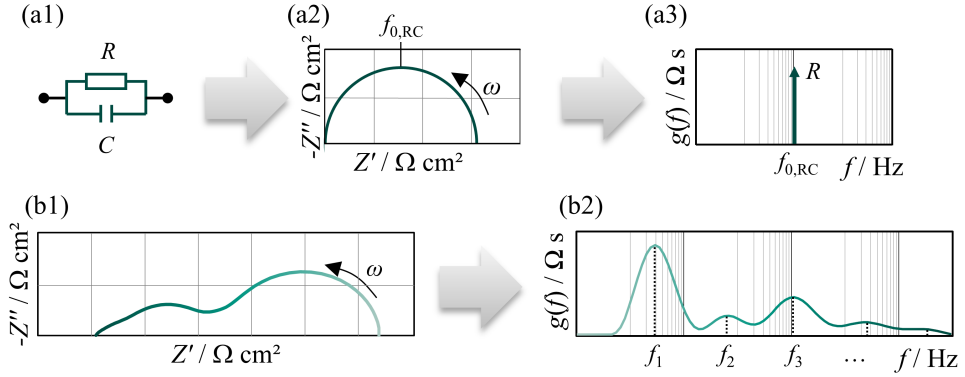 (a1)
R
C
(a2)
f0,RC
-Z″ / Ω cm²
ω
Z′ / Ω cm²
(a3)
g(f) / Ω s
R
f0,RC
f / Hz
(b1)
-Z″ / Ω cm²
ω
Z′ / Ω cm²
(b2)
g(f) / Ω s
f1 f2 f3 ... f / Hz